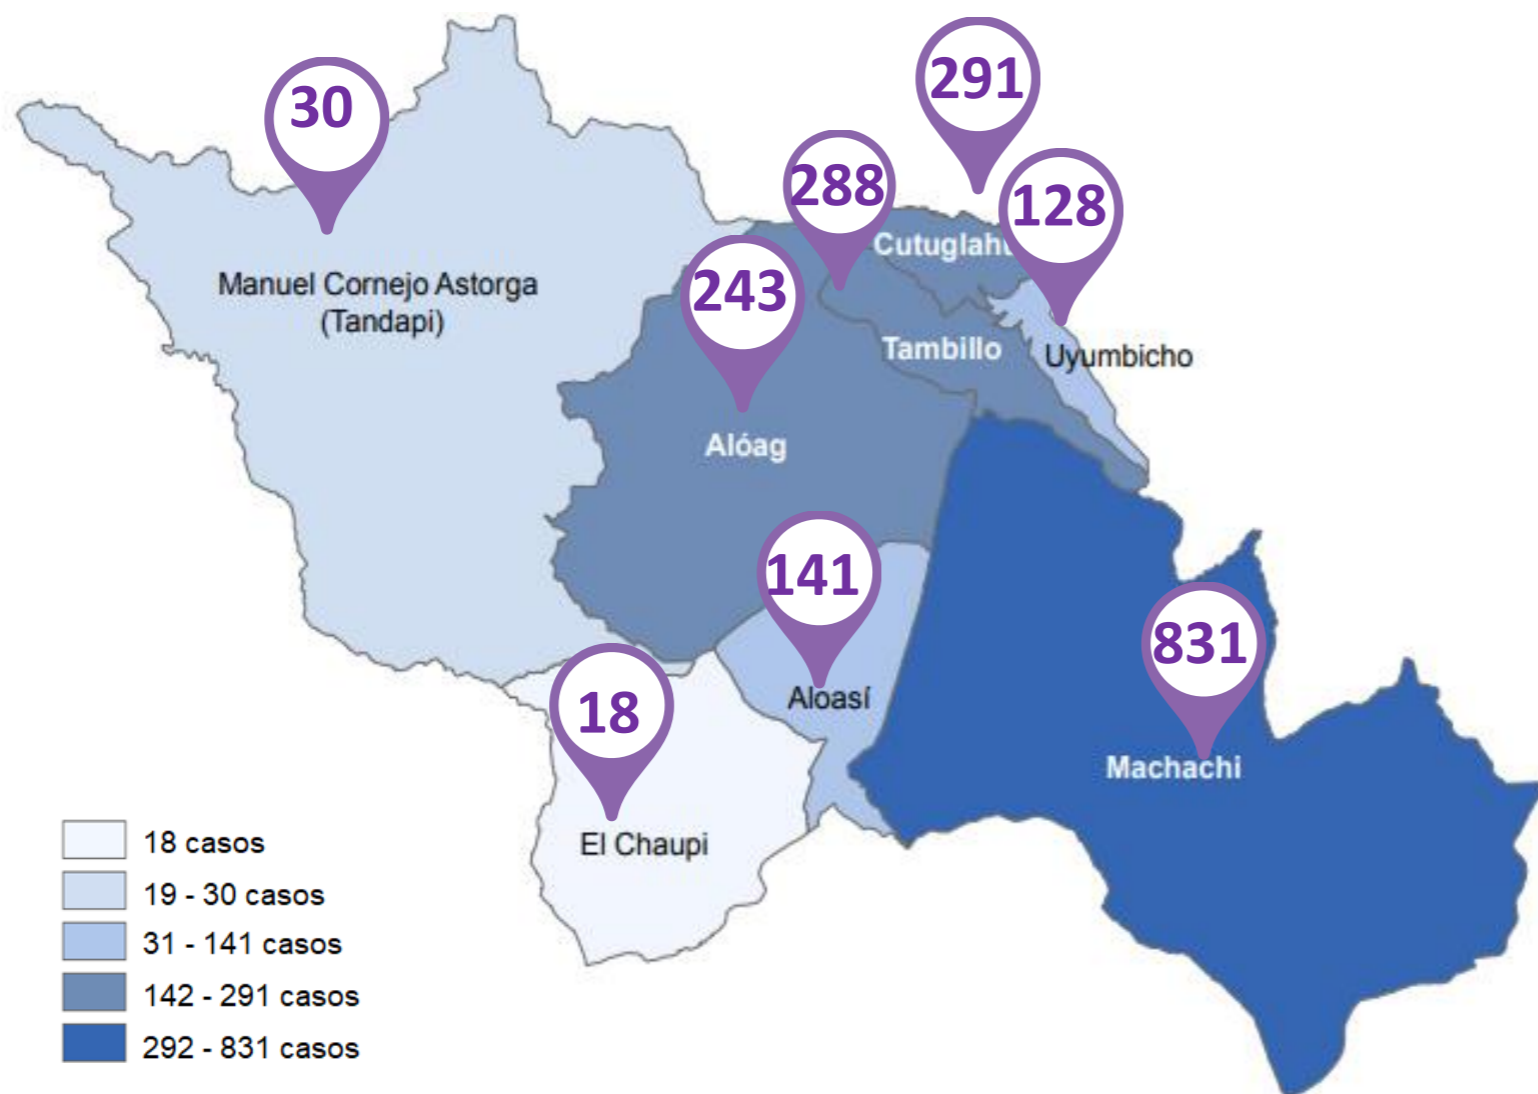 291
30
288
128
Cutuglahu
243
Manuel Cornejo Astorga
(Tandapi)
Tambillo
Uyumbicho
Alóag
141
831
Aloasí
18
Machachi
El Chaupi
18 casos
19 - 30 casos
31 - 141 casos
142 - 291 casos
292 - 831 casos